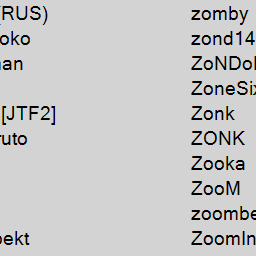 (RUS) zomby
oko zond14
nan ZoNDo
ZoneSix
[JTF2] Zonk
ruto ZONK
Zooka
ZooM
zoombe
pekt ZoomIn